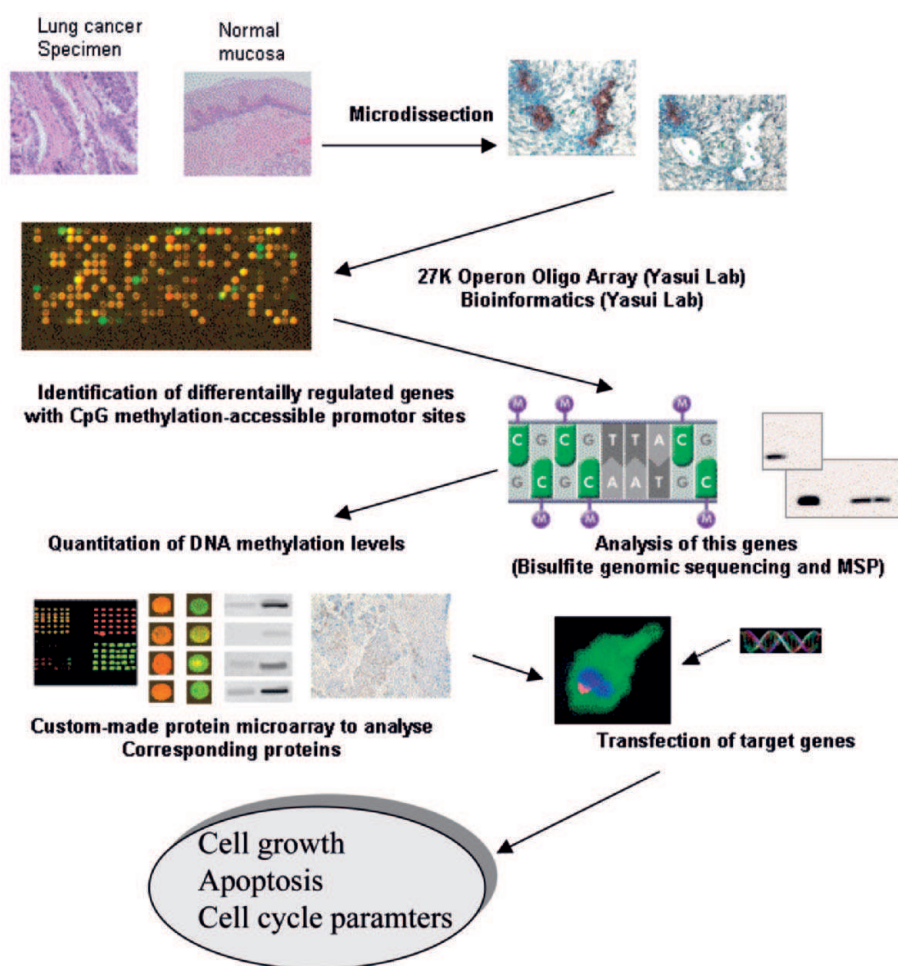 Lung cancer
Specimen
Normal
mucosa
Microdissection
27K Operon Oligo Array (Yasui Lab)
Bioinformatics (Yasui Lab)
Identification of differentailly regulated genes
with CpG methylation-accessible promotor sites
M M M
C G C G T T A C G
G C G C A A T G C
M M M
Quantitation of DNA methylation levels
Analysis of this genes
(Bisulfite genomic sequencing and MSP)
Custom-made protein microarray to analyse
Corresponding proteins
Transfection of target genes
Cell growth
Apoptosis
Cell cycle paramters